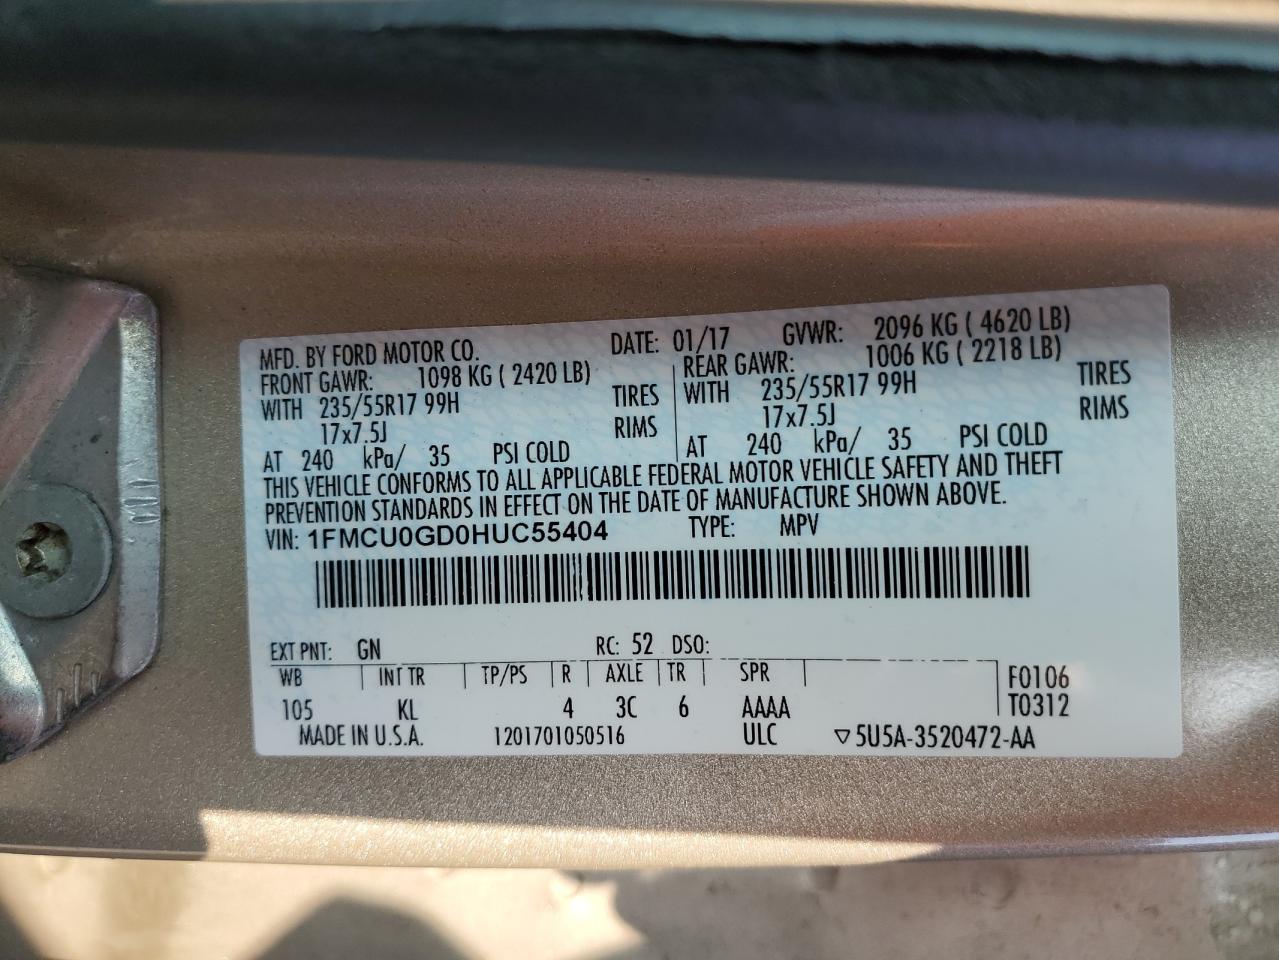 MFD. BY FORD MOTOR CO. DATE: 01/17 GVWR: 2096 KG ( 4620 LB)
FRONT GAWR: 1098 KG ( 2420 LB) REAR GAWR: 1006 KG ( 2218 LB)
WITH 235/55R17 99H TIRES WITH 235/55R17 99H TIRES
17x7.5J RIMS 17x7.5J RIMS
AT 240 kPa/ 35 PSI COLD AT 240 kPa/ 35 PSI COLD
THIS VEHICLE CONFORMS TO ALL APPLICABLE FEDERAL MOTOR VEHICLE SAFETY AND THEFT
PREVENTION STANDARDS IN EFFECT ON THE DATE OF MANUFACTURE SHOWN ABOVE.
VIN: 1FMCU0GD0HUC55404 TYPE: MPV
EXT PNT: GN RC: 52 DSO:
WB INT TR TP/PS R AXLE TR SPR F0106
105 KL 4 3C 6 AAAA T0312
MADE IN U.S.A. 1201701050516 ULC ▽5U5A-3520472-AA